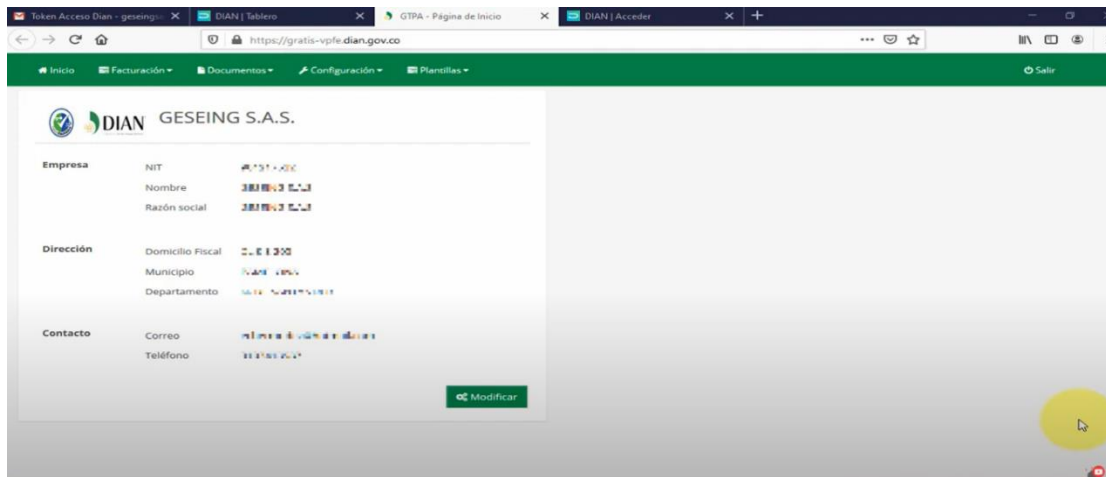 Token Acceso Dian - geseings
DIAN | Tablero
GTPA - Página de Inicio
DIAN | Acceder
https://gratis-vpfe.dian.gov.co
Inicio
Facturación
Documentos
Configuración
Plantillas
Salir
DIAN
GESEING S.A.S.
Empresa
NIT
Nombre
Razón social
Dirección
Domicilio Fiscal
Municipio
Departamento
Contacto
Correo
Teléfono
Modificar